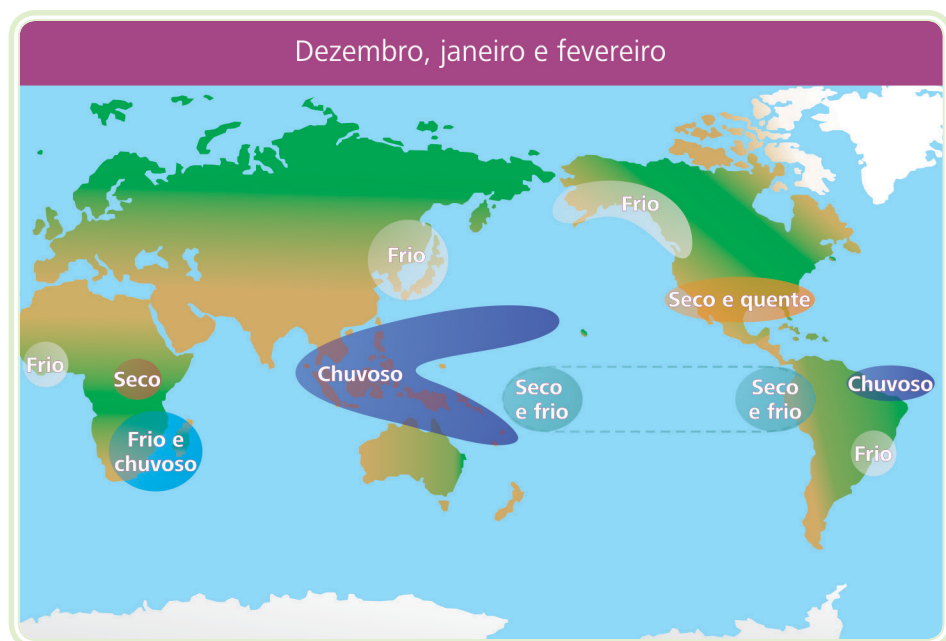 Dezembro, janeiro e fevereiro
Frio
Frio
Seco e quente
Frio
Seco
Chuvoso
Seco
e frio
Seco
e frio
Chuvoso
Frio e
chuvoso
Frio